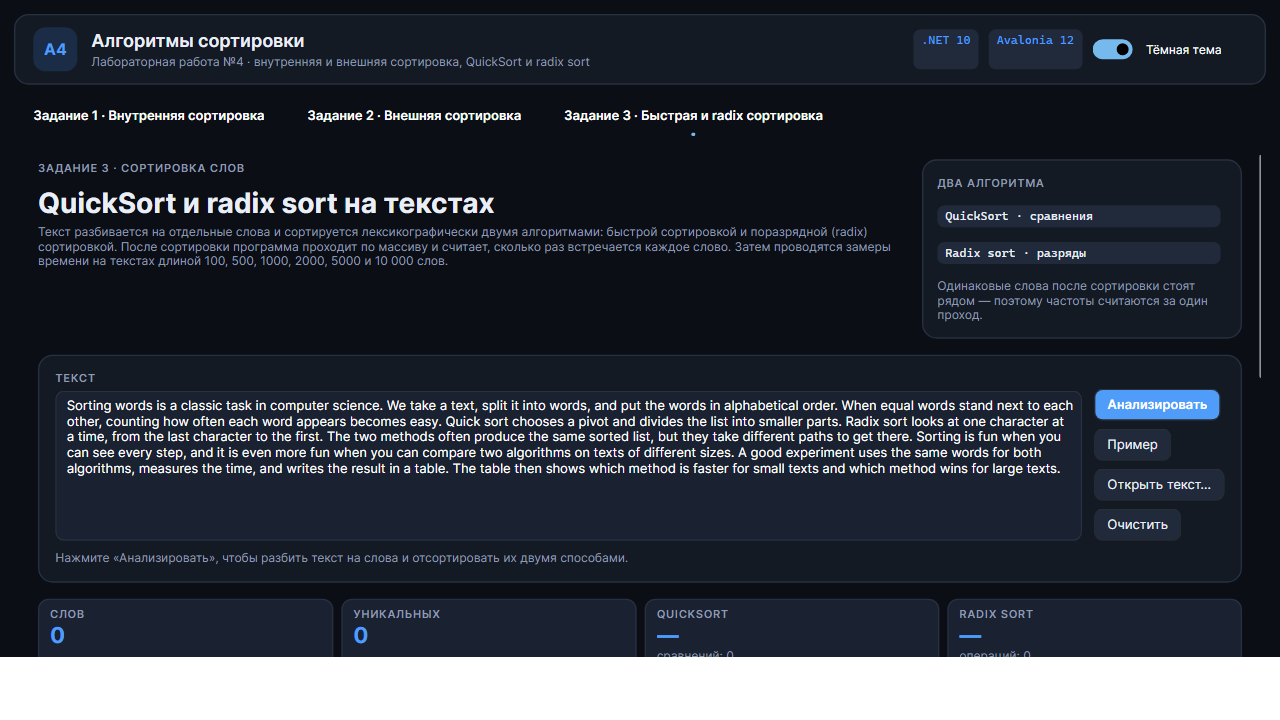 A4
Алгоритмы сортировки
Лабораторная работа №4 · внутренняя и внешняя сортировка, QuickSort и radix sort
.NET 10
Avalonia 12
Тёмная тема
Задание 1 · Внутренняя сортировка
Задание 2 · Внешняя сортировка
Задание 3 · Быстрая и radix сортировка
ЗАДАНИЕ 3 · СОРТИРОВКА СЛОВ
QuickSort и radix sort на текстах
Текст разбивается на отдельные слова и сортируется лексикографически двумя алгоритмами: быстрой сортировкой и поразрядной (radix)
сортировкой. После сортировки программа проходит по массиву и считает, сколько раз встречается каждое слово. Затем проводятся замеры
времени на текстах длиной 100, 500, 1000, 2000, 5000 и 10 000 слов.
ДВА АЛГОРИТМА
QuickSort · сравнения
Radix sort · разряды
Одинаковые слова после сортировки стоят
рядом — поэтому частоты считаются за один
проход.
ТЕКСТ
Sorting words is a classic task in computer science. We take a text, split it into words, and put the words in alphabetical order. When equal words stand next to each
other, counting how often each word appears becomes easy. Quick sort chooses a pivot and divides the list into smaller parts. Radix sort looks at one character at
a time, from the last character to the first. The two methods often produce the same sorted list, but they take different paths to get there. Sorting is fun when you
can see every step, and it is even more fun when you can compare two algorithms on texts of different sizes. A good experiment uses the same words for both
algorithms, measures the time, and writes the result in a table. The table then shows which method is faster for small texts and which method wins for large texts.
Анализировать
Пример
Открыть текст...
Очистить
Нажмите «Анализировать», чтобы разбить текст на слова и отсортировать их двумя способами.
СЛОВ
0
УНИКАЛЬНЫХ
0
QUICKSORT
—
сравнений: 0
RADIX SORT
—
операций: 0